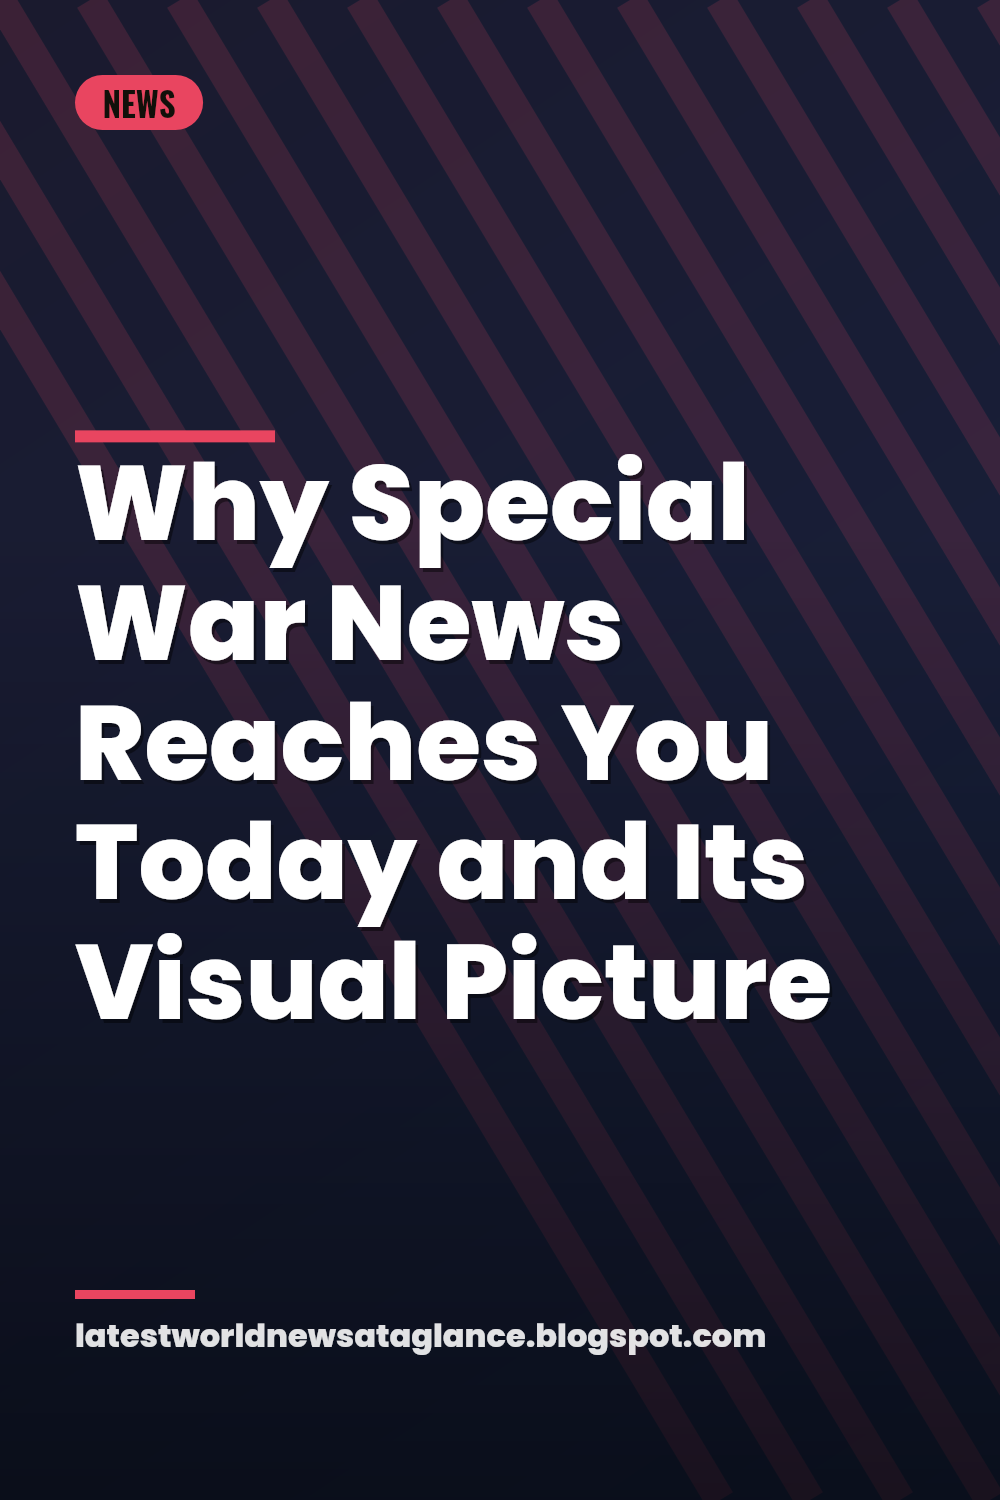 NEWS
Why Special
War News
Reaches You
Today and Its
Visual Picture
latestworldnewsataglance.blogspot.com